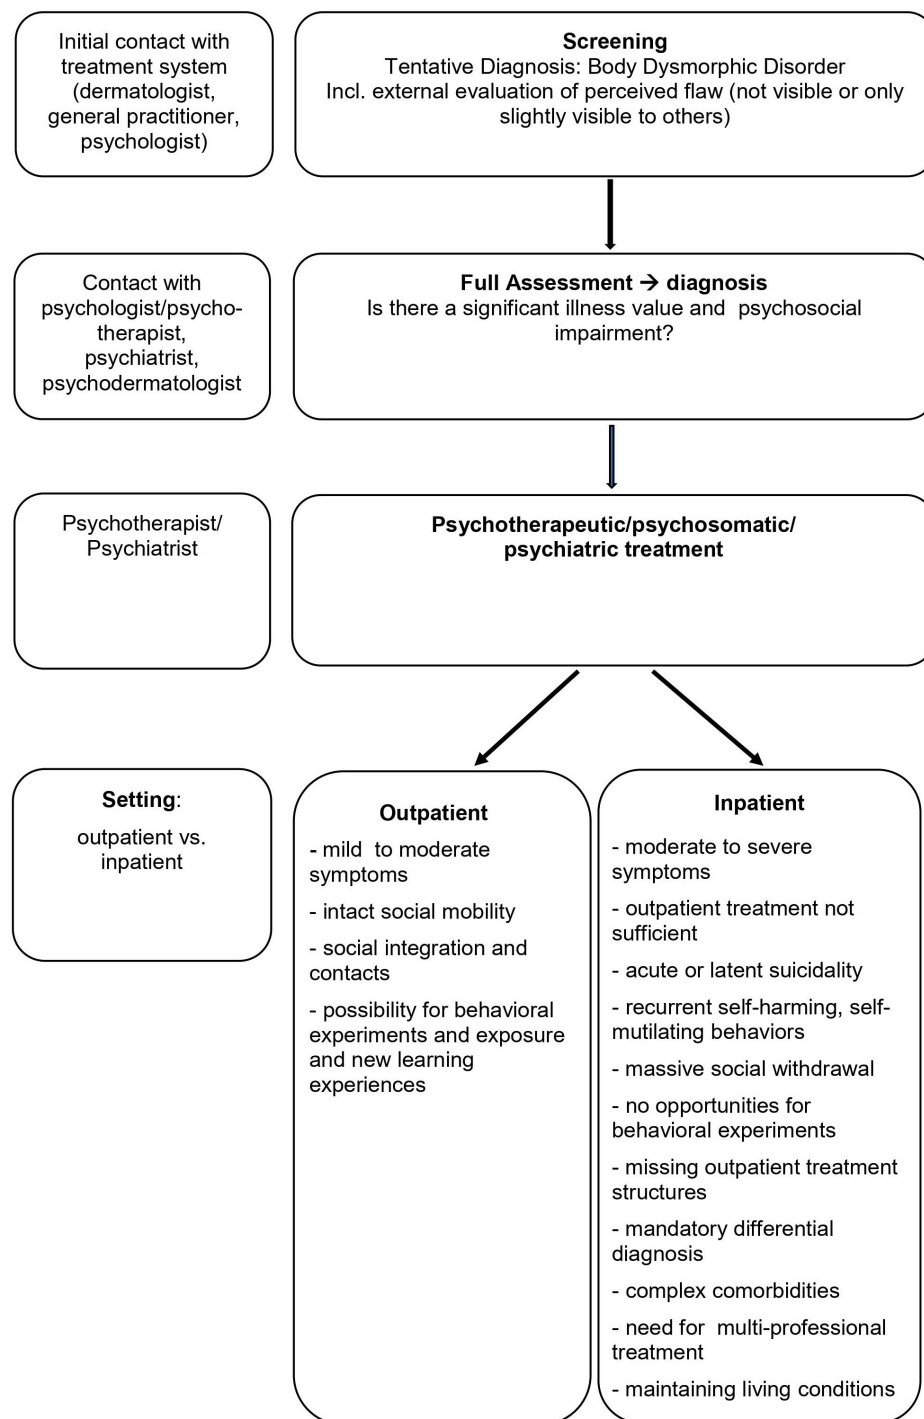 Initial contact with
treatment system
(dermatologist,
general practitioner,
psychologist)
Screening
Tentative Diagnosis: Body Dysmorphic Disorder
Incl. external evaluation of perceived flaw (not visible or only
slightly visible to others)
Contact with
psychologist/psycho-
therapist,
psychiatrist,
psychodermatologist
Full Assessment → diagnosis
Is there a significant illness value and psychosocial
impairment?
Psychotherapist/
Psychiatrist
Psychotherapeutic/psychosomatic/
psychiatric treatment
Setting:
outpatient vs.
inpatient
Outpatient
- mild to moderate
symptoms
- intact social mobility
- social integration and
contacts
- possibility for behavioral
experiments and exposure
and new learning
experiences
Inpatient
- moderate to severe
symptoms
- outpatient treatment not
sufficient
- acute or latent suicidality
- recurrent self-harming, self-
mutilating behaviors
- massive social withdrawal
- no opportunities for
behavioral experiments
- missing outpatient treatment
structures
- mandatory differential
diagnosis
- complex comorbidities
- need for multi-professional
treatment
- maintaining living conditions